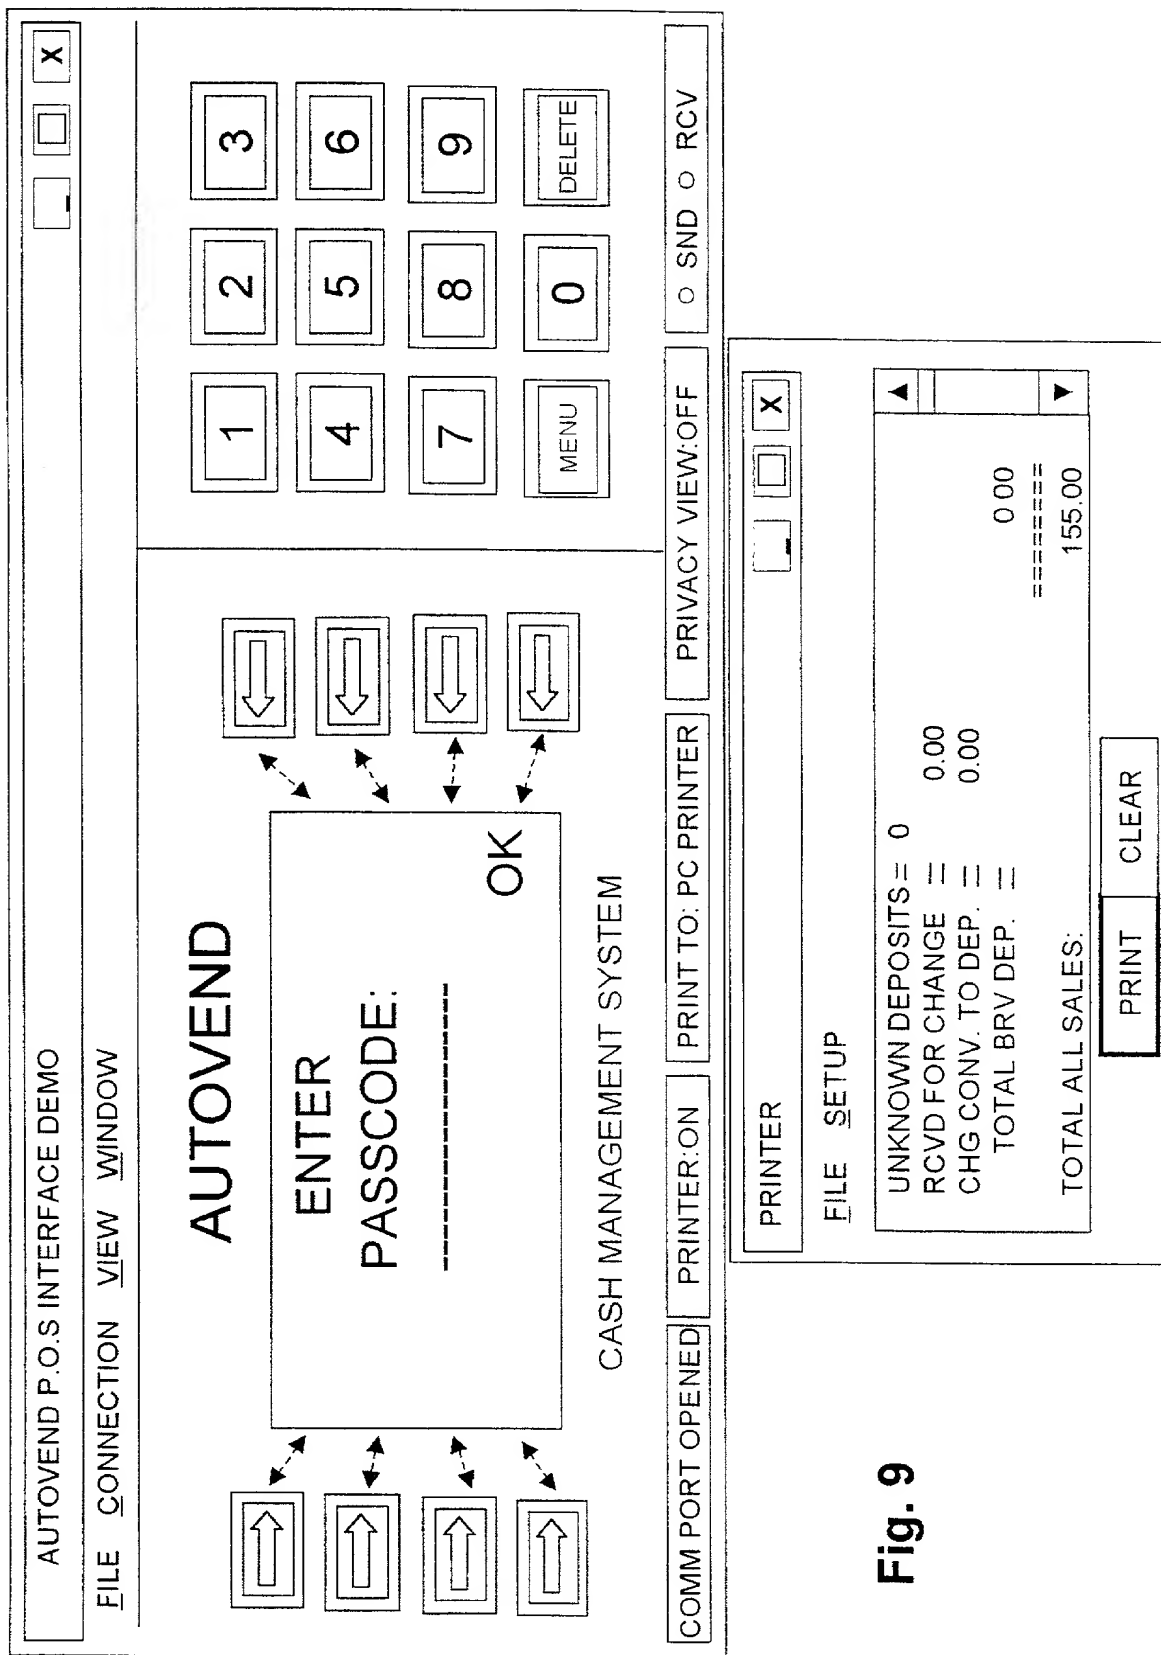 AUTOVEND P.O.S INTERFACE DEMO
X
FILE CONNECTION VIEW WINDOW
AUTOVEND
ENTER
PASSCODE:
OK
CASH MANAGEMENT SYSTEM
1 2 3
4 5 6
7 8 9
MENU 0 DELETE
COMM PORT OPENED PRINTER:ON PRINT TO: PC PRINTER PRIVACY VIEW:OFF ○ SND ○ RCV
PRINTER
X
FILE SETUP
UNKNOWN DEPOSITS = 0
RCVD FOR CHANGE = 0.00
CHG CONV. TO DEP. = 0.00
TOTAL BRV DEP. = 0 00
========
TOTAL ALL SALES: 155.00
PRINT CLEAR
Fig. 9